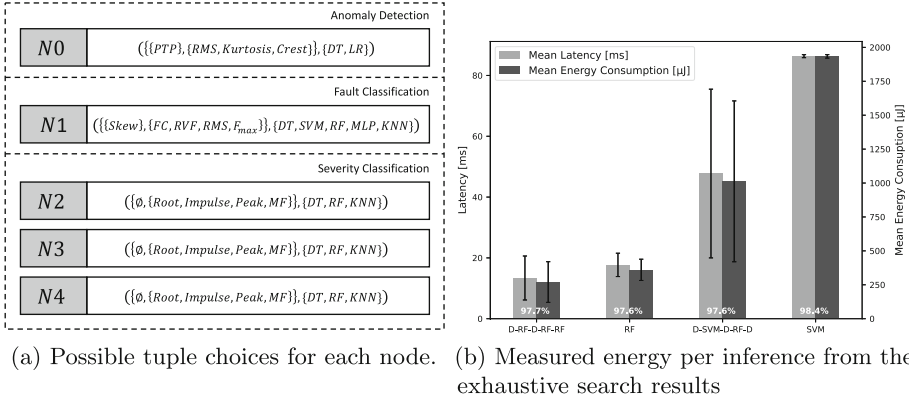 Anomaly Detection
N0
({{PTP},{RMS,Kurtosis,Crest}},{DT,LR})
Fault Classification
N1
({{Skew},{FC,RVF,RMS,F_max}},{DT,SVM,RF,MLP,KNN})
Severity Classification
N2
({∅,{Root,Impulse,Peak,MF}},{DT,RF,KNN})
N3
({∅,{Root,Impulse,Peak,MF}},{DT,RF,KNN})
N4
({∅,{Root,Impulse,Peak,MF}},{DT,RF,KNN})
(a) Possible tuple choices for each node.
Mean Latency [ms]
Mean Energy Consumption [µJ]
Latency [ms]
80
60
40
20
0
Mean Energy Consumption [µJ]
2000
1750
1500
1250
1000
750
500
250
0
97.7%
97.6%
97.6%
98.4%
D-RF-D-RF-RF
RF
D-SVM-D-RF-D
SVM
(b) Measured energy per inference from the
exhaustive search results